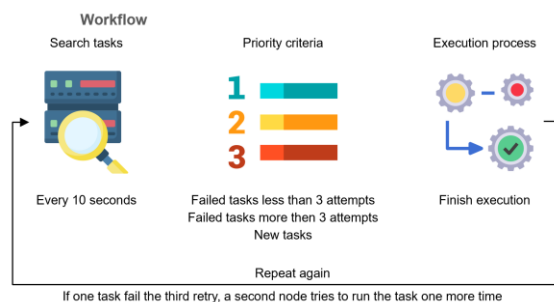 Workflow
Search tasks
Every 10 seconds
Priority criteria
1
2
3
Failed tasks less than 3 attempts
Failed tasks more then 3 attempts
New tasks
Execution process
Finish execution
Repeat again
If one task fail the third retry, a second node tries to run the task one more time